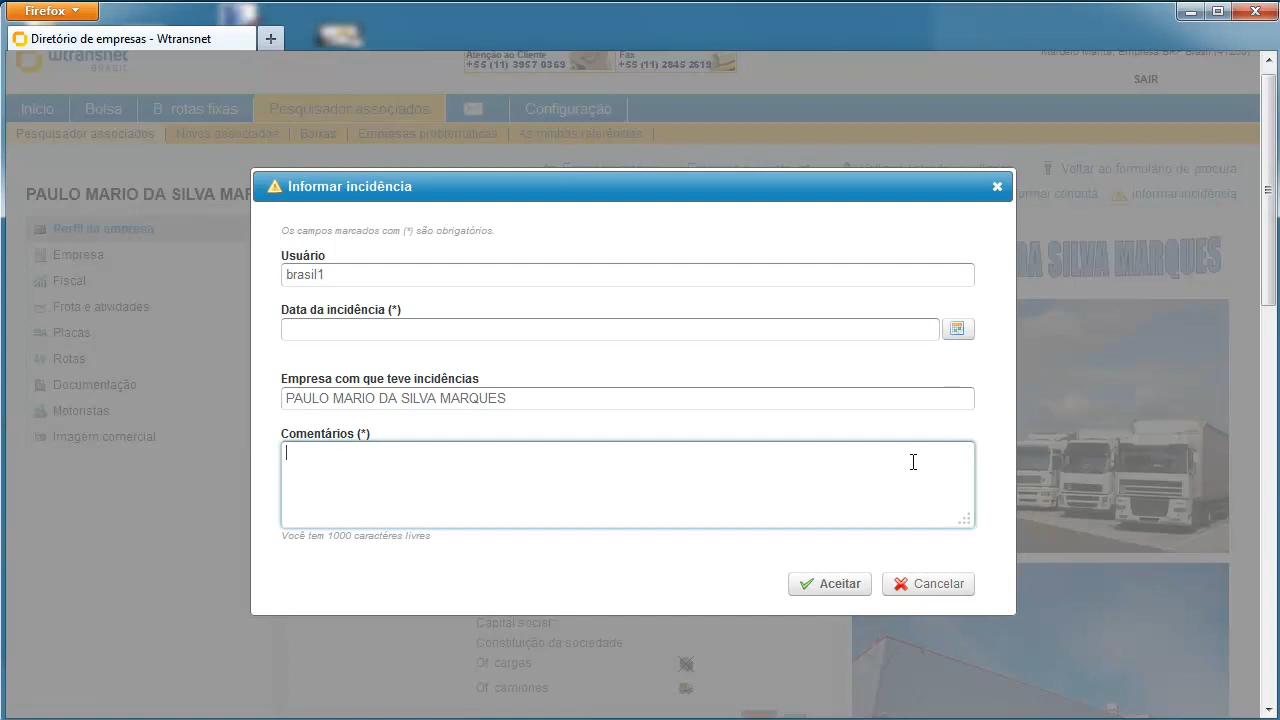 Firefox
Diretório de empresas - Wtransnet
wtransnet
BRASIL
Atenção ao Cliente
+55 (11) 3957 0369
Fax
+55 (11) 2845 2619
SAIR
Início
Bolsa
B. rotas fixas
Pesquisador associados
Configuração
Pesquisador associados
Novos associados
Baixas
Empresas problemáticas
As minhas referências
Voltar ao formulário de procura
PAULO MARIO DA SILVA MAR
informar incidência
Informar incidência
Perfil da empresa
Empresa
Fiscal
Frota e atividades
Placas
Rotas
Documentação
Motoristas
Imagem comercial
DA SILVA MARQUES
Os campos marcados com (*) são obrigatórios.
Usuário
brasil1
Data da incidência (*)
Empresa com que teve incidências
PAULO MARIO DA SILVA MARQUES
Comentários (*)
Você tem 1000 caractéres livres
Aceitar
Cancelar
Capital social
Constituição da sociedade
Of. cargas
Of. camiones